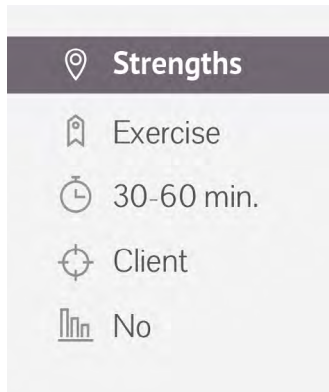 Strengths
Exercise
30-60 min.
Client
No